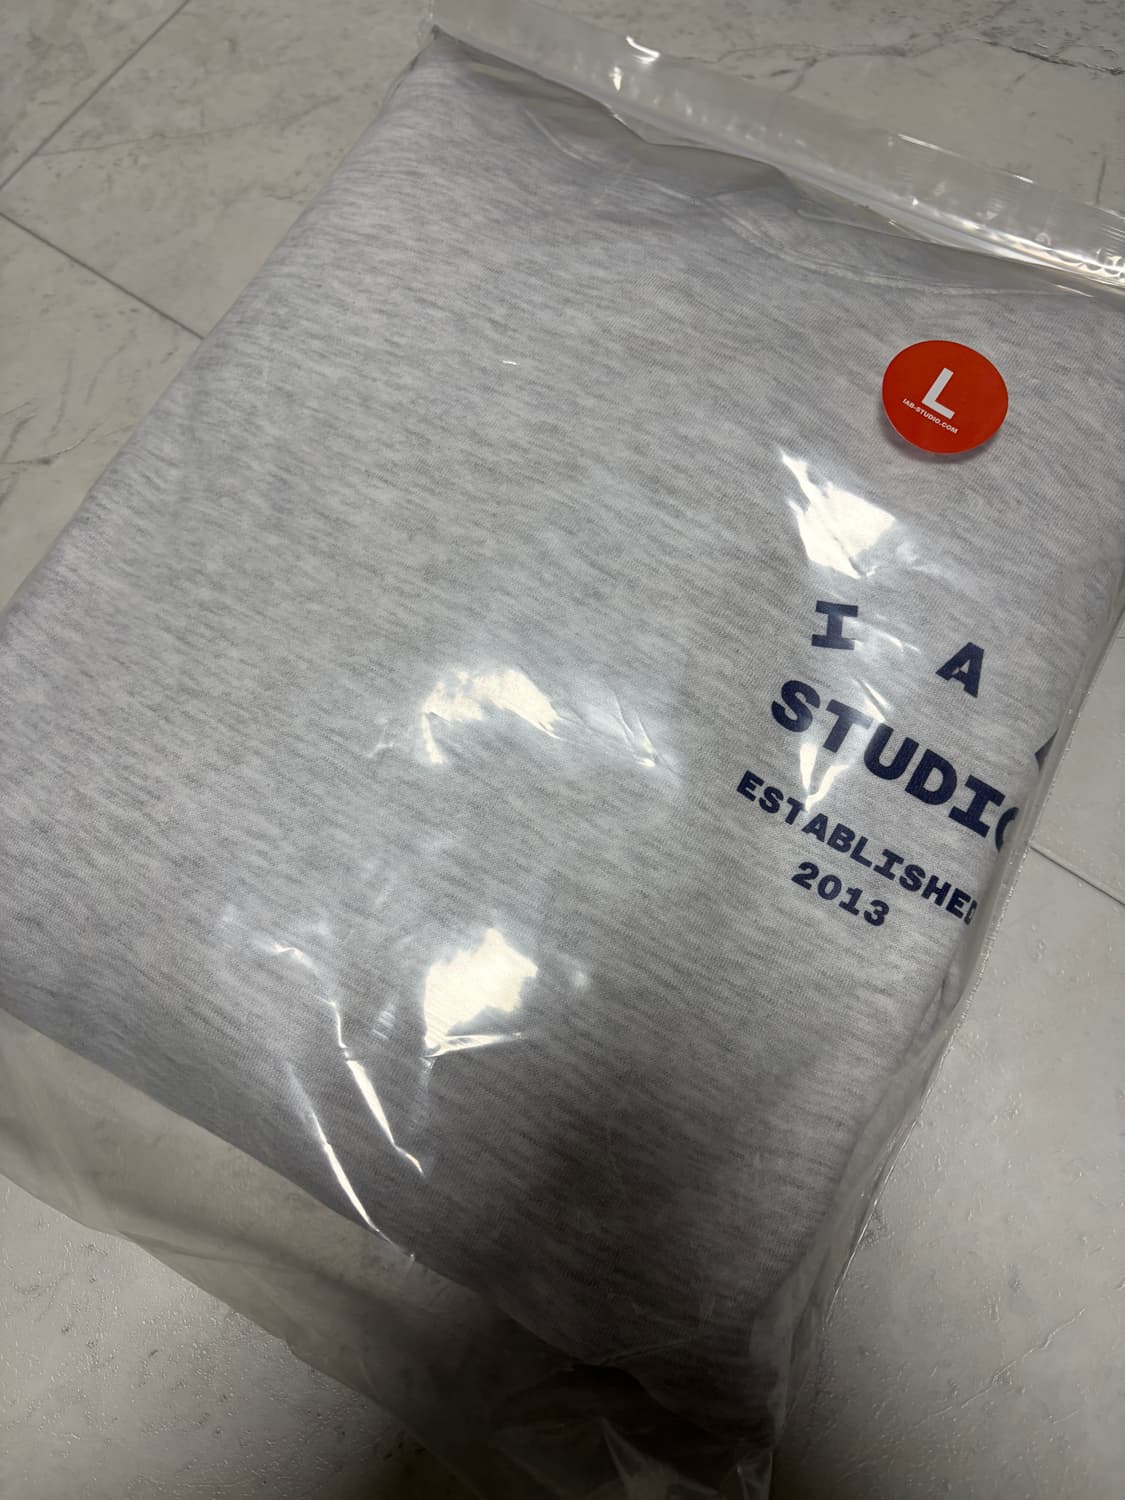 L
IAB-STUDIO.COM
I A
STUDIO
ESTABLISHED
2013